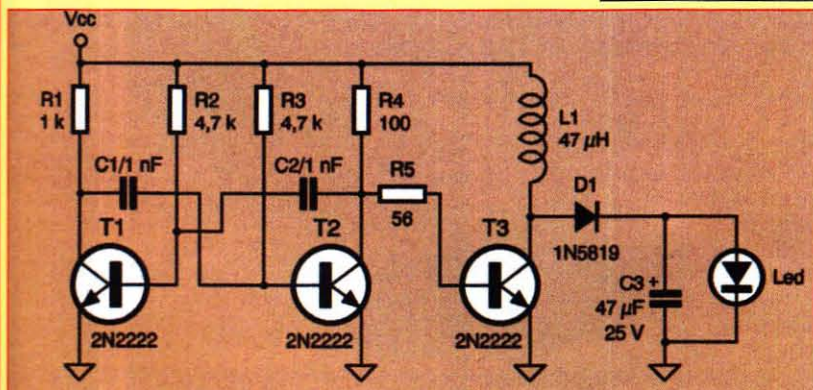 Vcc
R1
1 k
R2
4,7 k
R3
4,7 k
R4
100
L1
47 µH
C1/1 nF
C2/1 nF
R5
56
D1
1N5819
T1
T2
T3
C3 +
47 µF
25 V
Led
2N2222
2N2222
2N2222